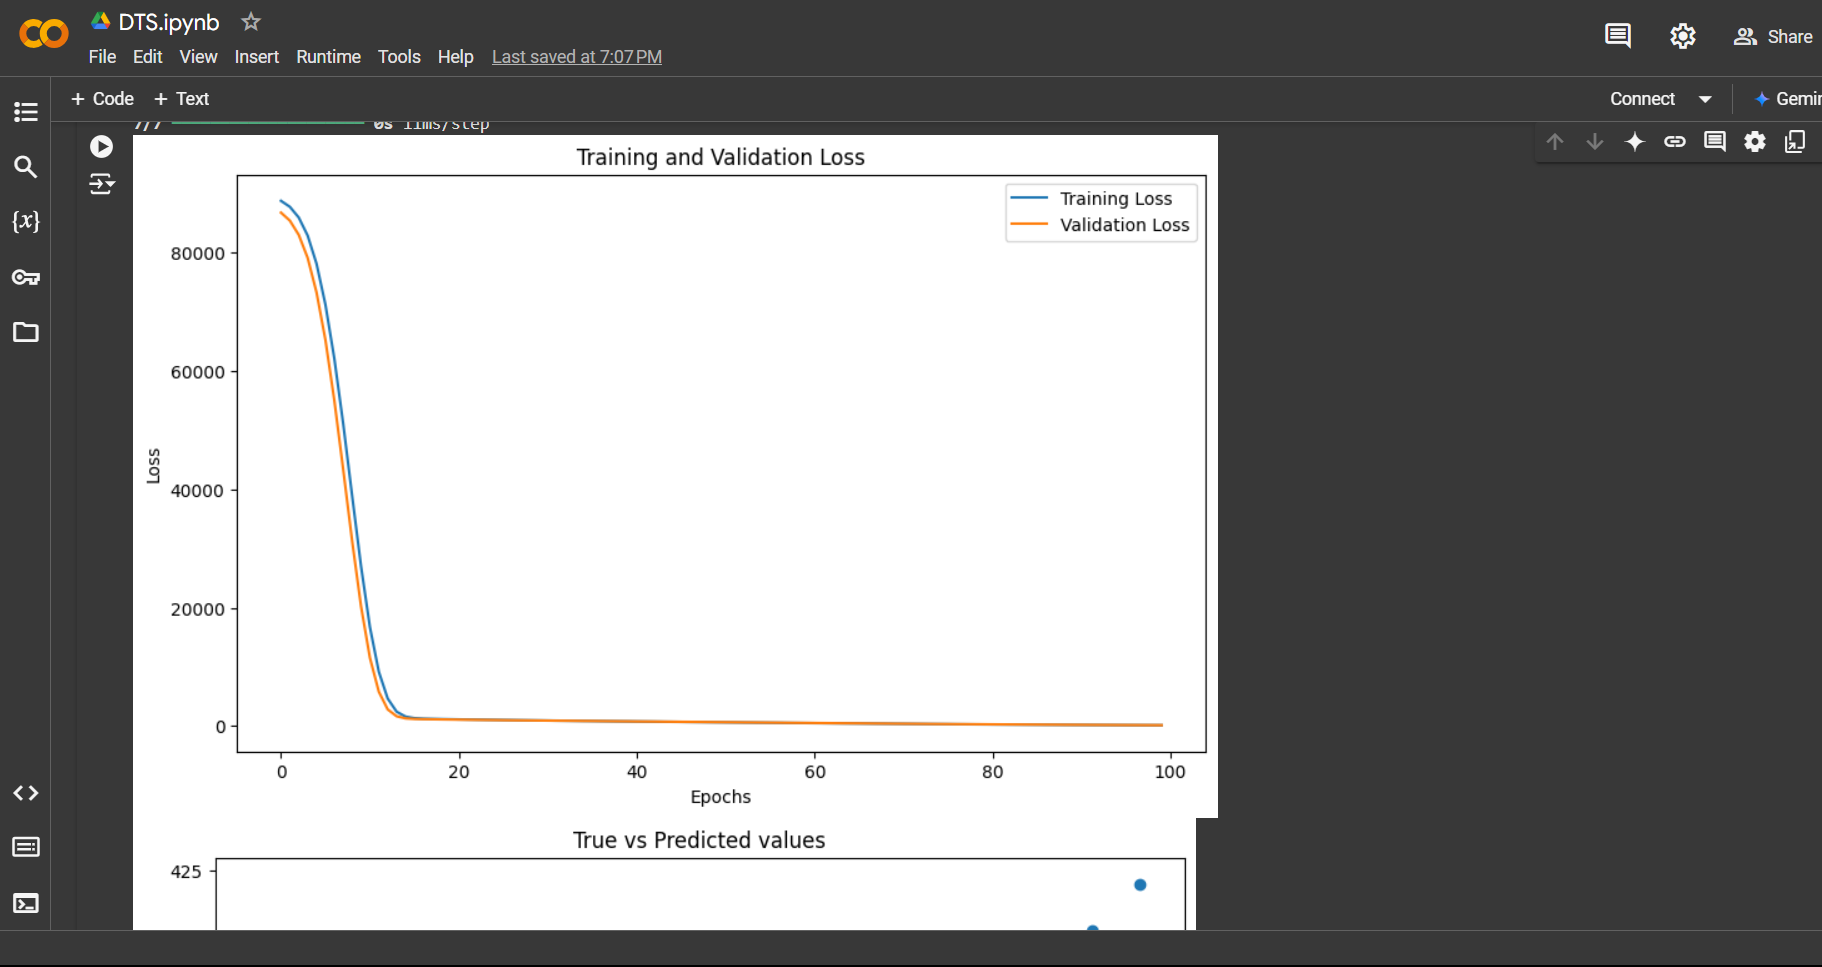 DTS.ipynb
File Edit View Insert Runtime Tools Help Last saved at 7:07 PM
Share
+ Code + Text
Connect
7/7 0s 11ms/step
Training and Validation Loss
Training Loss
Validation Loss
80000
60000
40000
20000
0
Loss
0 20 40 60 80 100
Epochs
True vs Predicted values
425
{x}